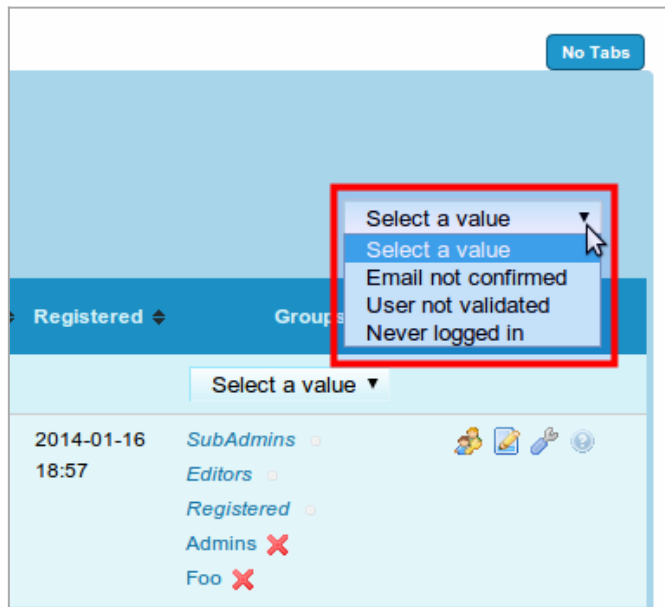 No Tabs
Select a value
Select a value
Email not confirmed
User not validated
Never logged in
Registered
Groups
Select a value
2014-01-16
18:57
SubAdmins
Editors
Registered
Admins
Foo